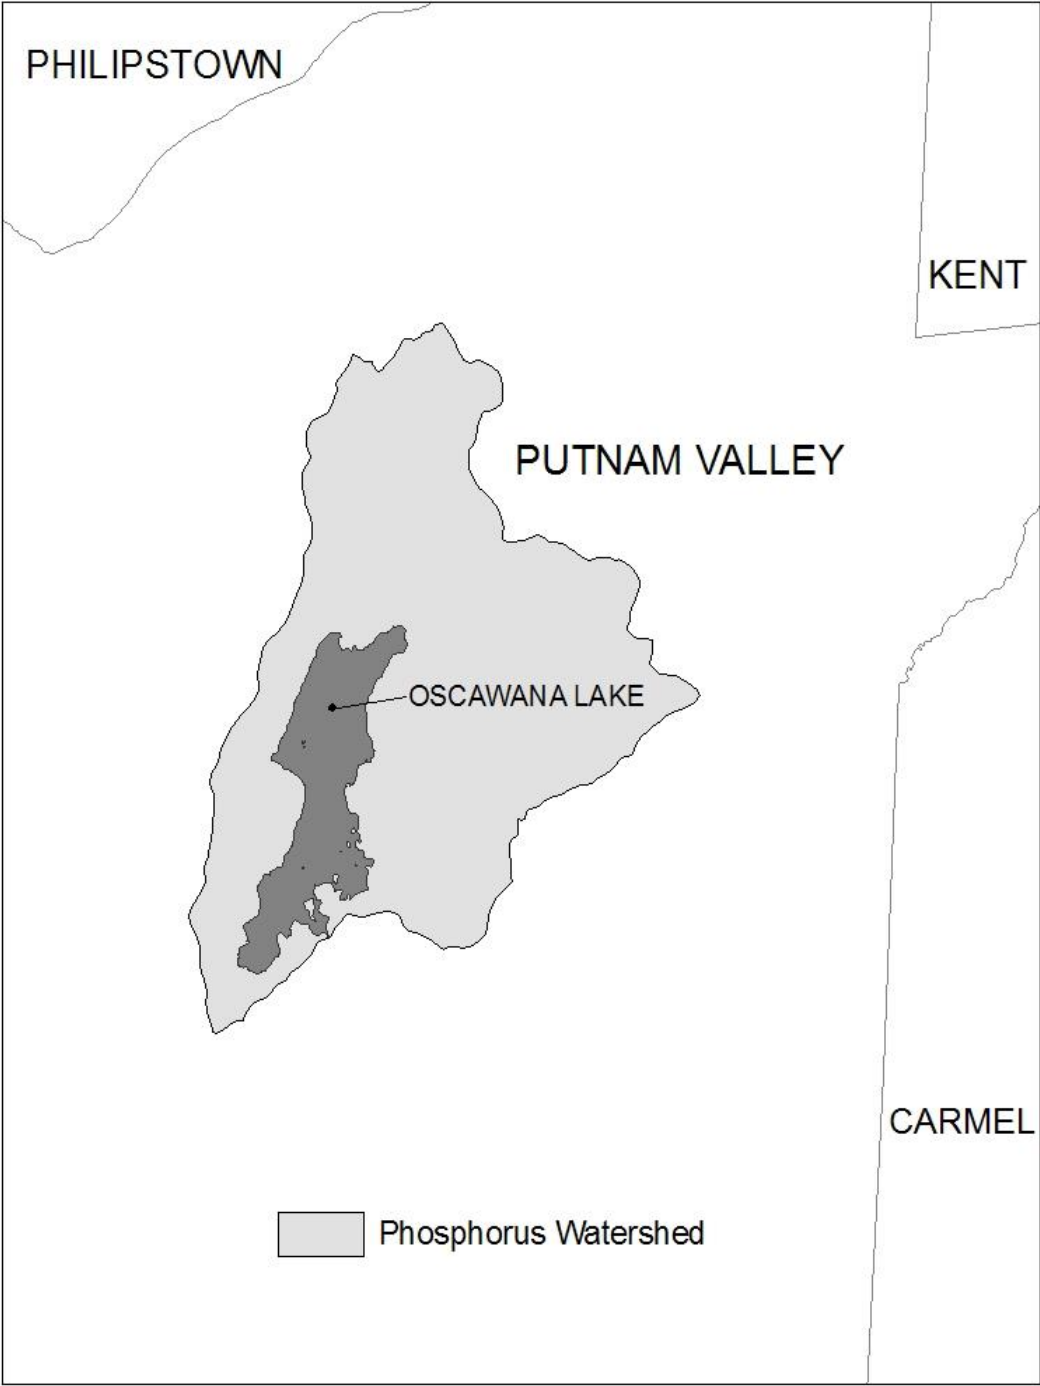 PHILIPSTOWN
KENT
PUTNAM VALLEY
OSCAWANA LAKE
CARMEL
Phosphorus Watershed